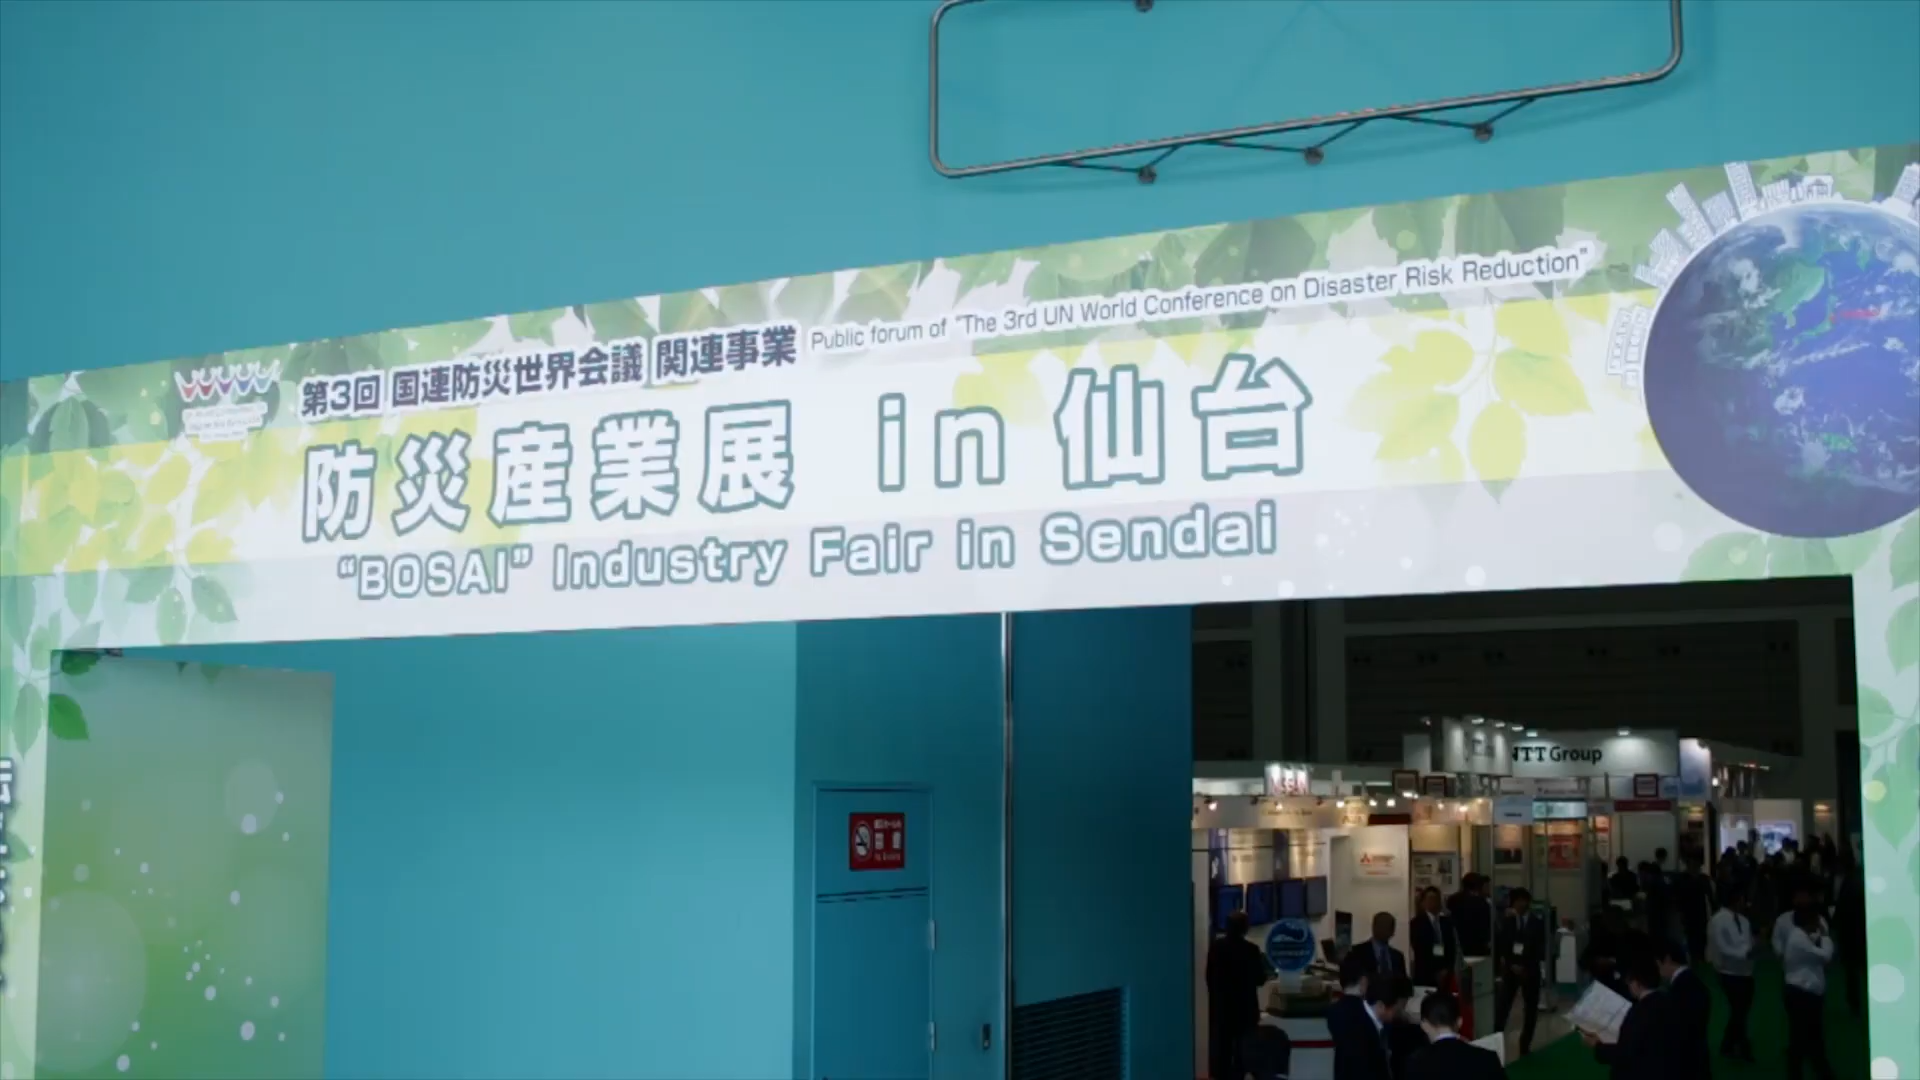 第3回 国連防災世界会議 関連事業 Public forum of "The 3rd UN World Conference on Disaster Risk Reduction"
防災産業展 in 仙台
“BOSAI” Industry Fair in Sendai
NTT Group